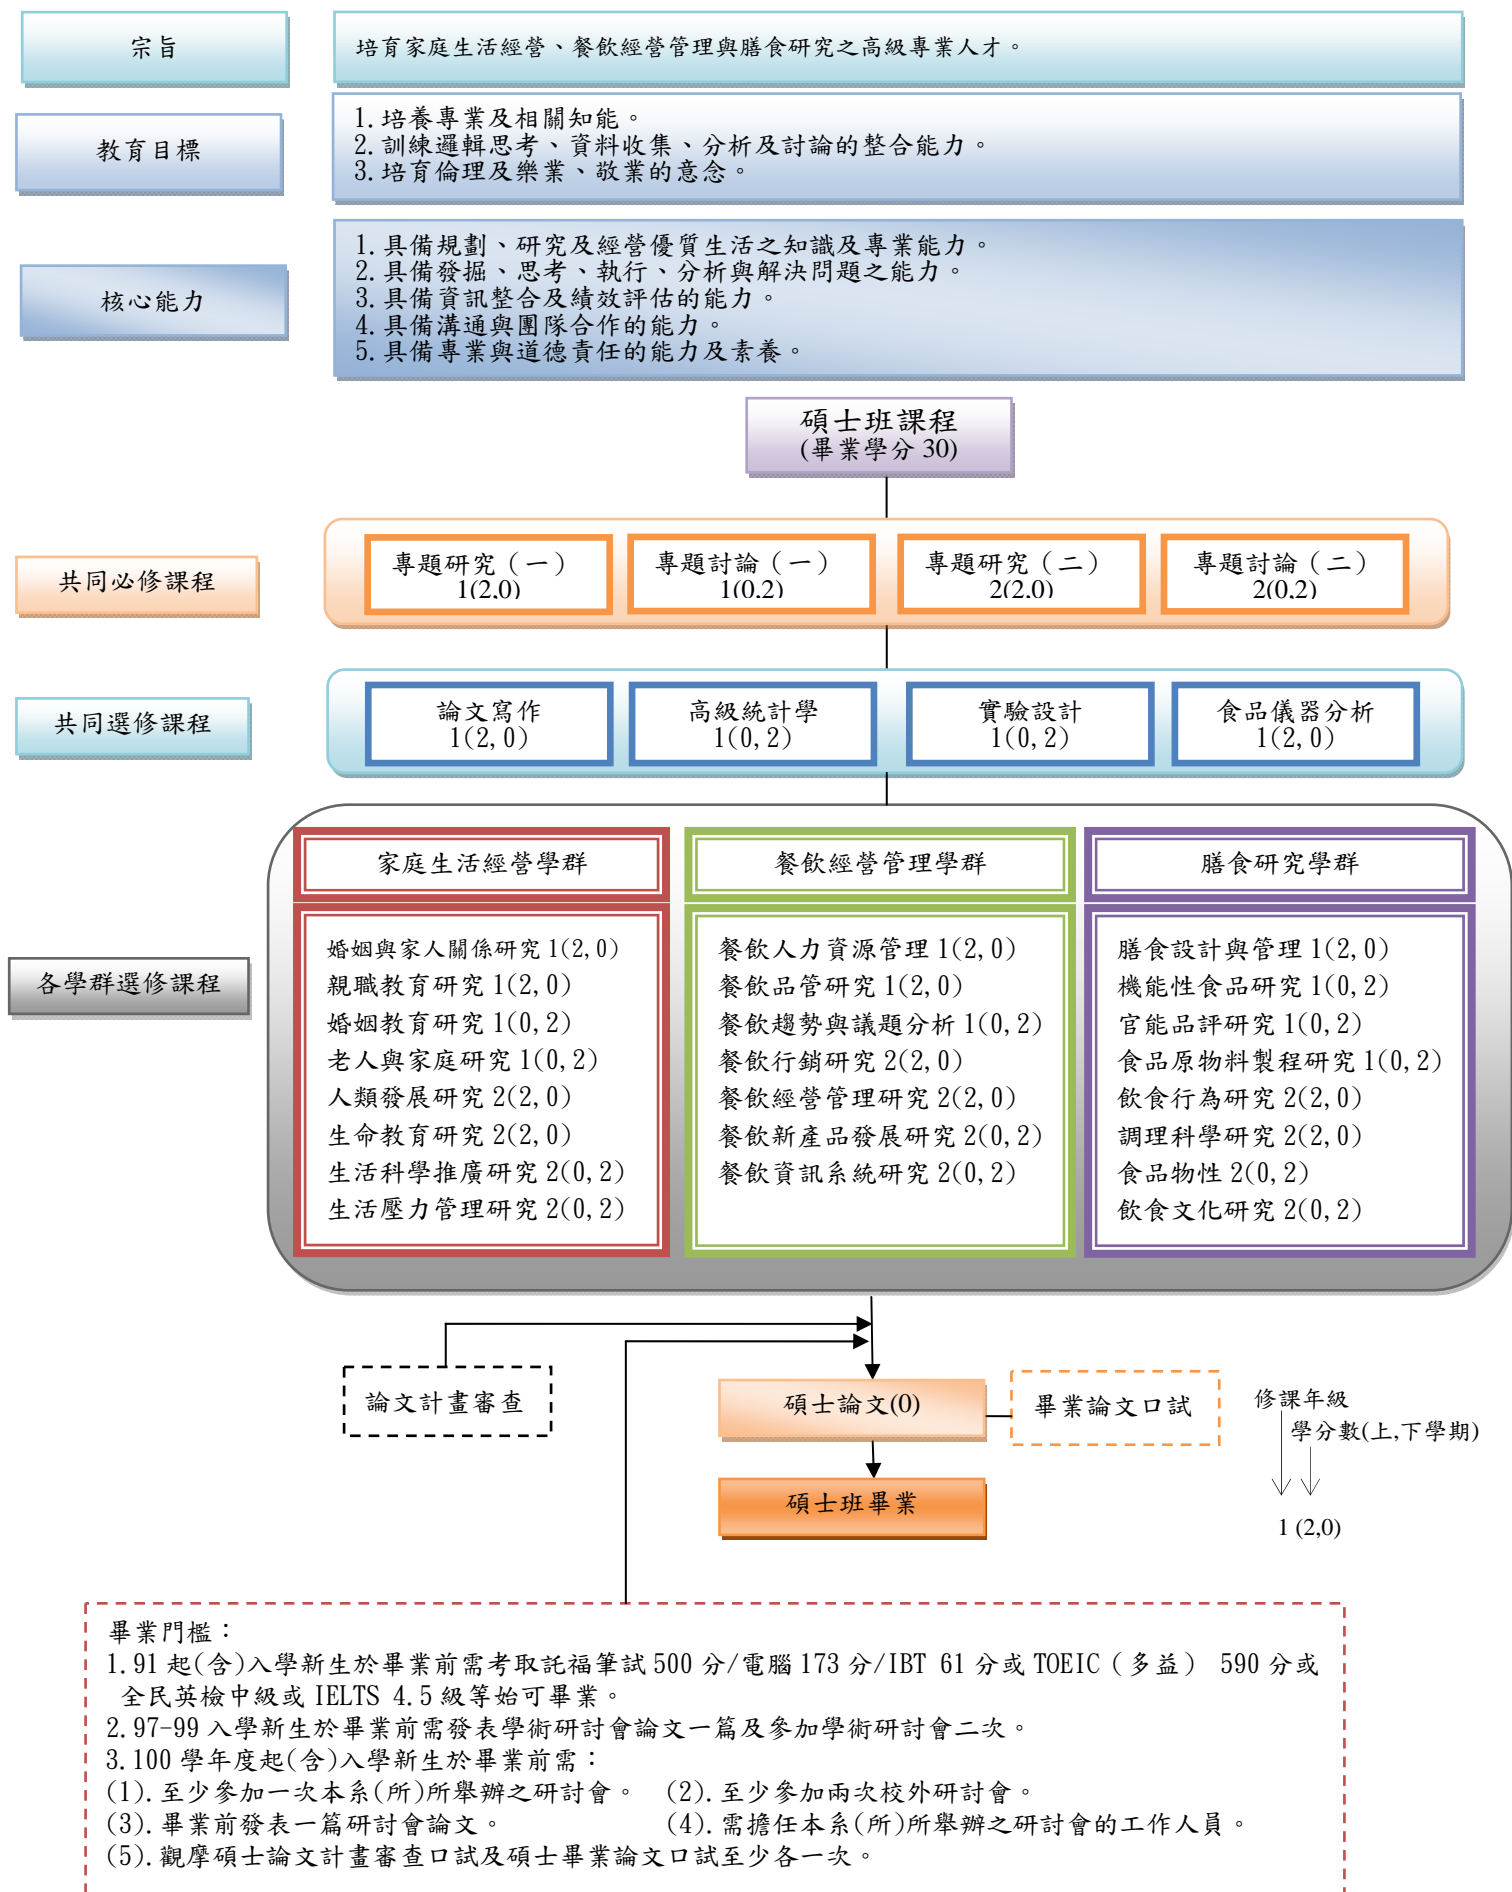 宗旨
培育家庭生活經營、餐飲經營管理與膳食研究之高級專業人才。
教育目標
1.培養專業及相關知能。
2.訓練邏輯思考、資料收集、分析及討論的整合能力。
3.培育倫理及樂業、敬業的意念。
核心能力
1.具備規劃、研究及經營優質生活之知識及專業能力。
2.具備發掘、思考、執行、分析與解決問題之能力。
3.具備資訊整合及績效評估的能力。
4.具備溝通與團隊合作的能力。
5.具備專業與道德責任的能力及素養。
碩士班課程
(畢業學分 30)
共同必修課程
專題研究（一）
1(2,0)
專題討論（一）
1(0,2)
專題研究（二）
2(2,0)
專題討論（二）
2(0,2)
共同選修課程
論文寫作
1(2,0)
高級統計學
1(0,2)
實驗設計
1(0,2)
食品儀器分析
1(2,0)
各學群選修課程
家庭生活經營學群
婚姻與家人關係研究 1(2,0)
親職教育研究 1(2,0)
婚姻教育研究 1(0,2)
老人與家庭研究 1(0,2)
人類發展研究 2(2,0)
生命教育研究 2(2,0)
生活科學推廣研究 2(0,2)
生活壓力管理研究 2(0,2)
餐飲經營管理學群
餐飲人力資源管理 1(2,0)
餐飲品管研究 1(2,0)
餐飲趨勢與議題分析 1(0,2)
餐飲行銷研究 2(2,0)
餐飲經營管理研究 2(2,0)
餐飲新產品發展研究 2(0,2)
餐飲資訊系統研究 2(0,2)
膳食研究學群
膳食設計與管理 1(2,0)
機能性食品研究 1(0,2)
官能品評研究 1(0,2)
食品原物料製程研究 1(0,2)
飲食行為研究 2(2,0)
調理科學研究 2(2,0)
食品物性 2(0,2)
飲食文化研究 2(0,2)
論文計畫審查
碩士論文(0)
畢業論文口試
修課年級
學分數(上,下學期)
1 (2,0)
碩士班畢業
畢業門檻：
1.91 起(含)入學新生於畢業前需考取託福筆試 500 分/電腦 173 分/IBT 61 分或 TOEIC（多益） 590 分或
全民英檢中級或 IELTS 4.5 級等始可畢業。
2.97-99 入學新生於畢業前需發表學術研討會論文一篇及參加學術研討會二次。
3.100 學年度起(含)入學新生於畢業前需：
(1).至少參加一次本系(所)所舉辦之研討會。 (2).至少參加兩次校外研討會。
(3).畢業前發表一篇研討會論文。 (4).需擔任本系(所)所舉辦之研討會的工作人員。
(5).觀摩碩士論文計畫審查口試及碩士畢業論文口試至少各一次。